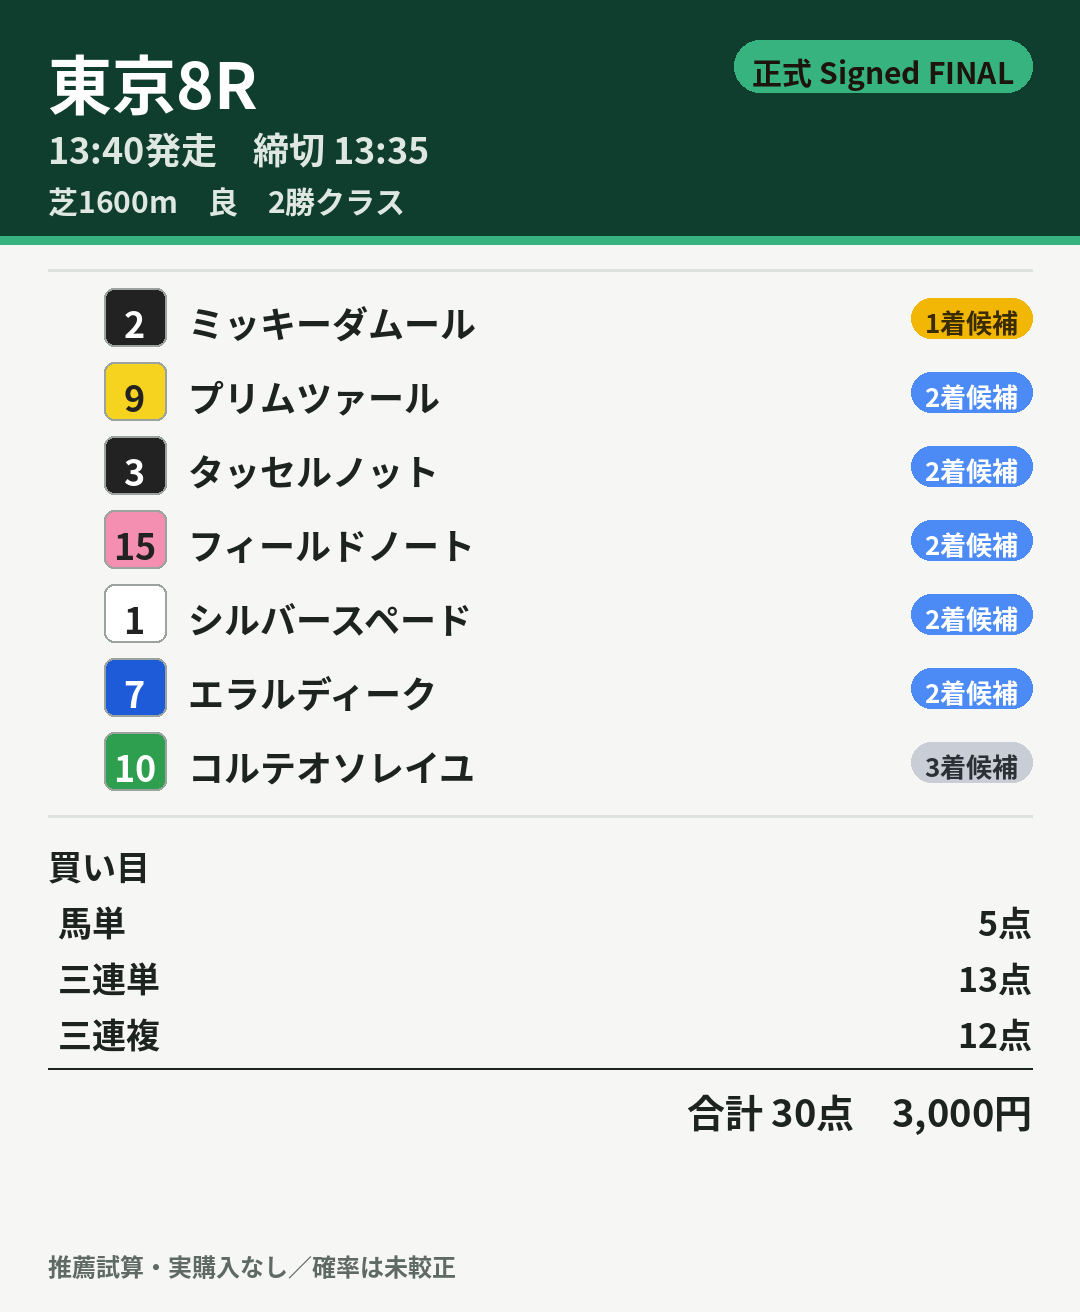 東京8R
正式 Signed FINAL
13:40発走　締切 13:35
芝1600m　良　2勝クラス
2 ミッキーダムール 1着候補
9 プリムツァール 2着候補
3 タッセルノット 2着候補
15 フィールドノート 2着候補
1 シルバースペード 2着候補
7 エラルディーク 2着候補
10 コルテオソレイユ 3着候補
買い目
馬単 5点
三連単 13点
三連複 12点
合計 30点　3,000円
推薦試算・実購入なし／確率は未較正